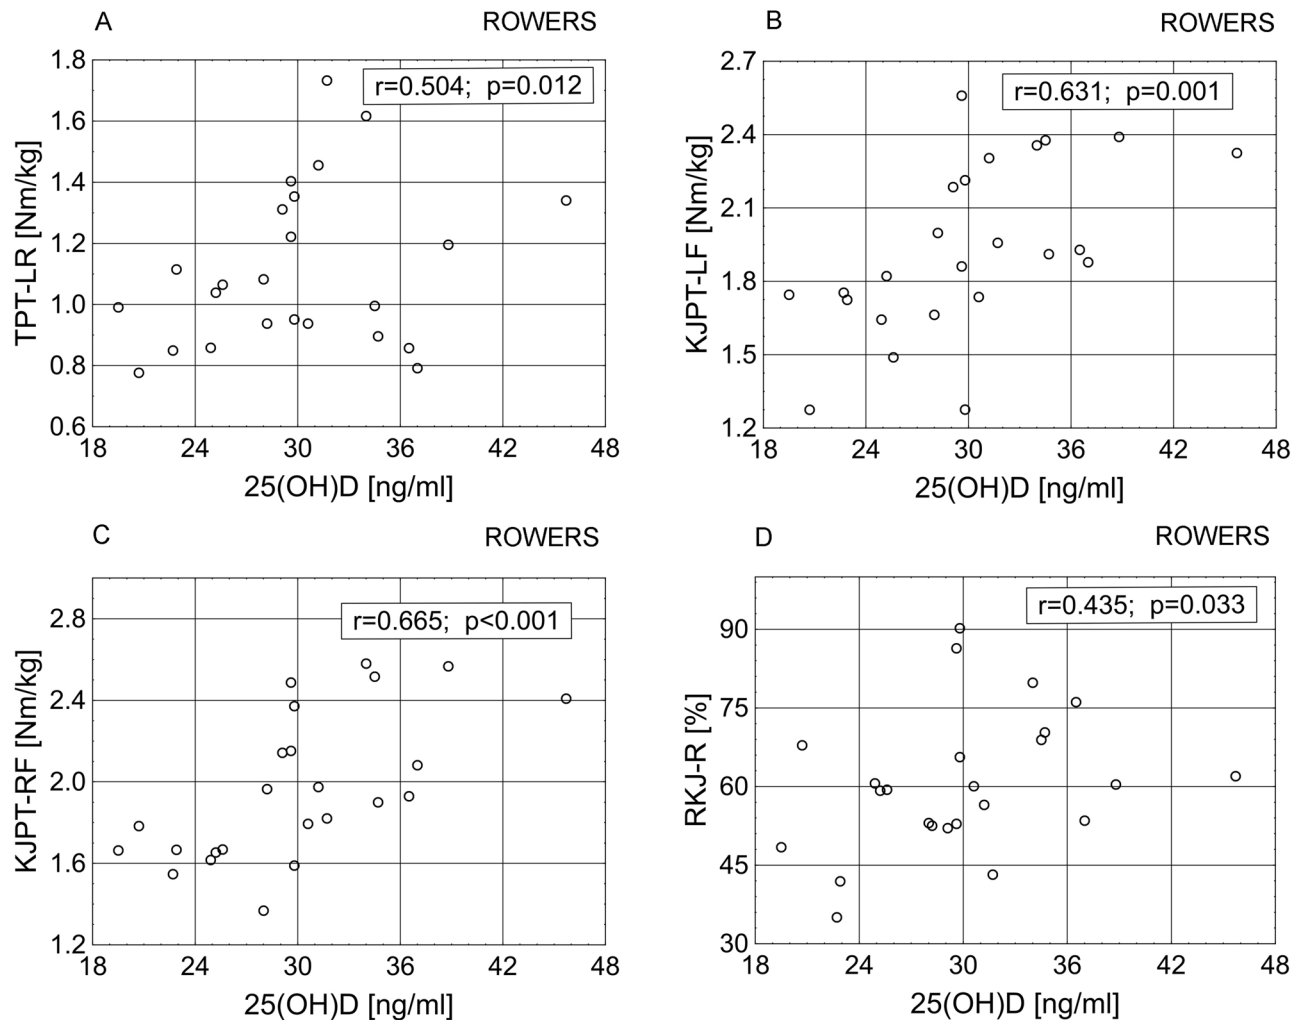 A ROWERS
r=0.504; p=0.012
TPT-LR [Nm/kg]
1.8
1.6
1.4
1.2
1.0
0.8
0.6
18 24 30 36 42 48
25(OH)D [ng/ml]
B ROWERS
r=0.631; p=0.001
KJPT-LF [Nm/kg]
2.7
2.4
2.1
1.8
1.5
1.2
18 24 30 36 42 48
25(OH)D [ng/ml]
C ROWERS
r=0.665; p<0.001
KJPT-RF [Nm/kg]
2.8
2.4
2.0
1.6
1.2
18 24 30 36 42 48
25(OH)D [ng/ml]
D ROWERS
r=0.435; p=0.033
RKJ-R [%]
90
75
60
45
30
18 24 30 36 42 48
25(OH)D [ng/ml]